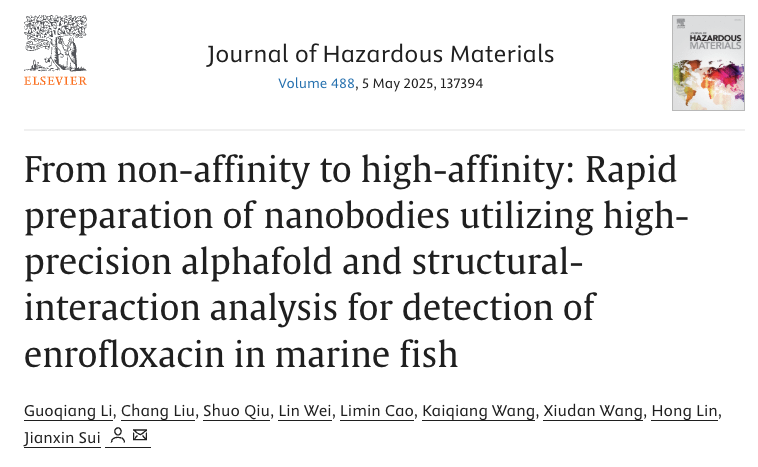 ELSEVIER
Journal of Hazardous Materials
Volume 488, 5 May 2025, 137394
HAZARDOUS
MATERIALS
From non-affinity to high-affinity: Rapid
preparation of nanobodies utilizing high-
precision alphafold and structural-
interaction analysis for detection of
enrofloxacin in marine fish
Guoqiang Li, Chang Liu, Shuo Qiu, Lin Wei, Limin Cao, Kaiqiang Wang, Xiudan Wang, Hong Lin,
Jianxin Sui